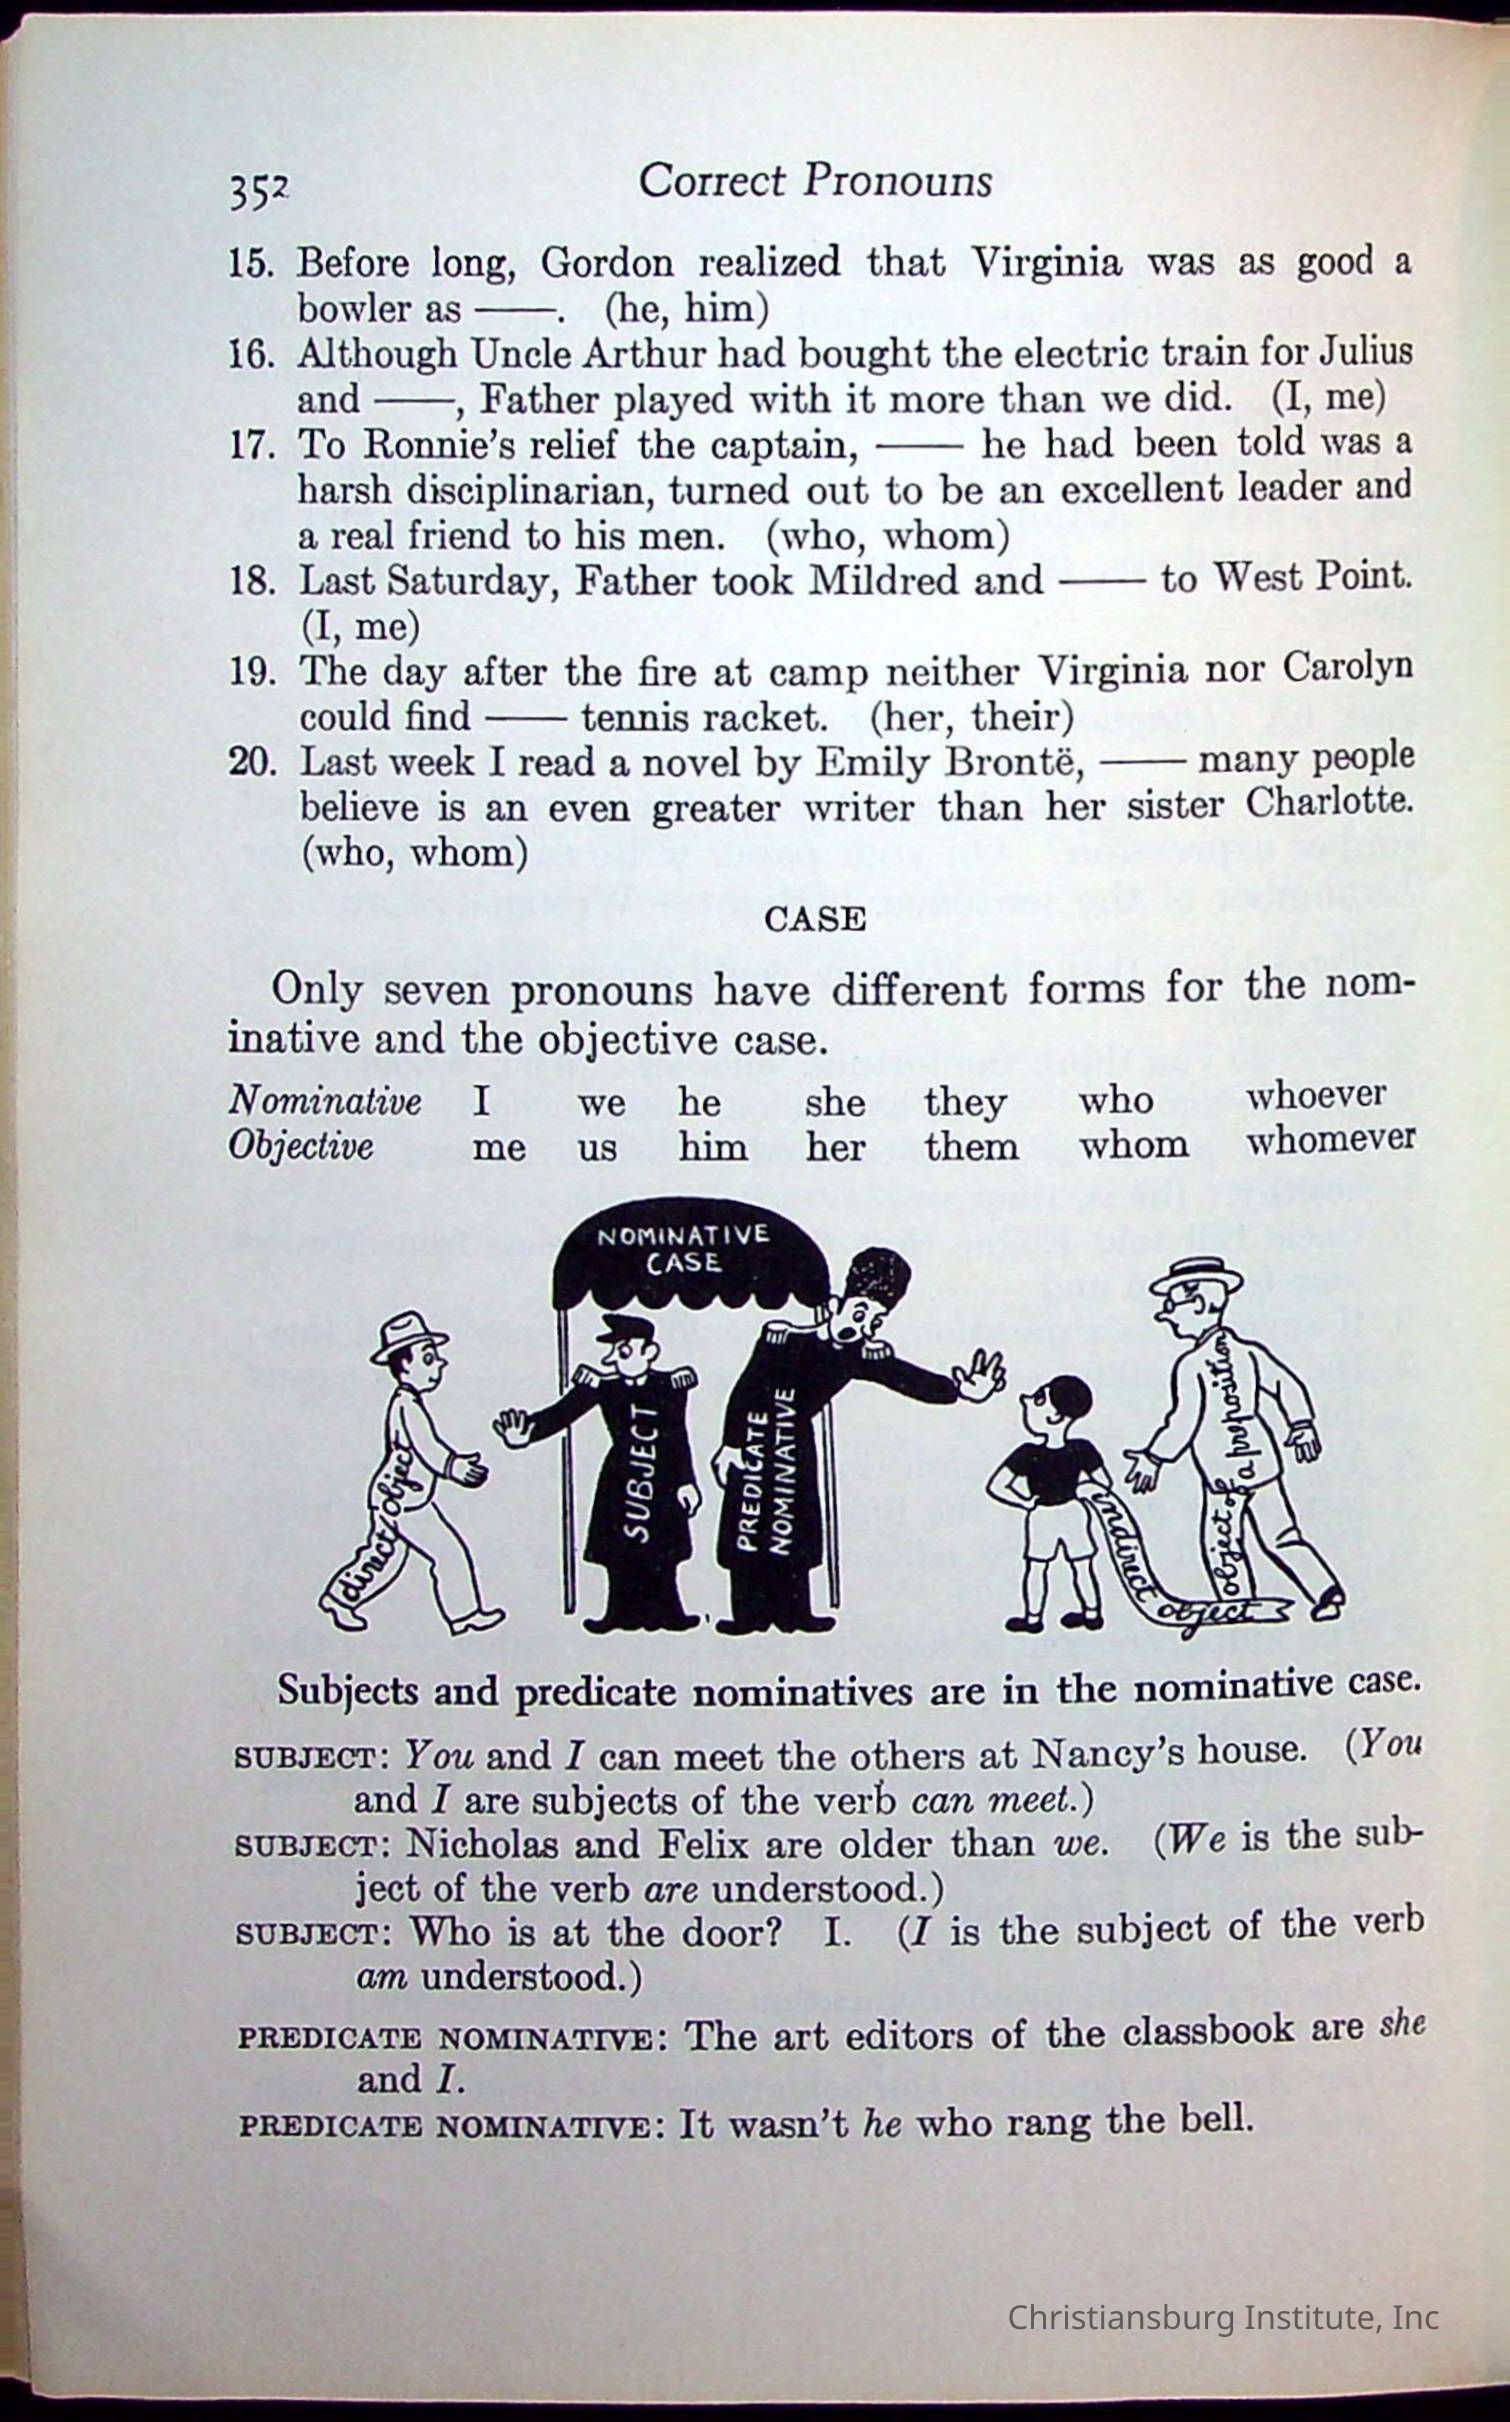 352 Correct Pronouns
15. Before long, Gordon realized that Virginia was as good a
bowler as ——. (he, him)
16. Although Uncle Arthur had bought the electric train for Julius
and ——, Father played with it more than we did. (I, me)
17. To Ronnie's relief the captain, —— he had been told was a
harsh disciplinarian, turned out to be an excellent leader and
a real friend to his men. (who, whom)
18. Last Saturday, Father took Mildred and —— to West Point.
(I, me)
19. The day after the fire at camp neither Virginia nor Carolyn
could find —— tennis racket. (her, their)
20. Last week I read a novel by Emily Brontë, —— many people
believe is an even greater writer than her sister Charlotte.
(who, whom)
CASE
Only seven pronouns have different forms for the nom-
inative and the objective case.
Nominative I we he she they who whoever
Objective me us him her them whom whomever
NOMINATIVE
CASE
direct object
SUBJECT
PREDICATE
NOMINATIVE
indirect object
object of a preposition
Subjects and predicate nominatives are in the nominative case.
SUBJECT: You and I can meet the others at Nancy's house. (You
and I are subjects of the verb can meet.)
SUBJECT: Nicholas and Felix are older than we. (We is the sub-
ject of the verb are understood.)
SUBJECT: Who is at the door? I. (I is the subject of the verb
am understood.)
PREDICATE NOMINATIVE: The art editors of the classbook are she
and I.
PREDICATE NOMINATIVE: It wasn't he who rang the bell.
Christiansburg Institute, Inc